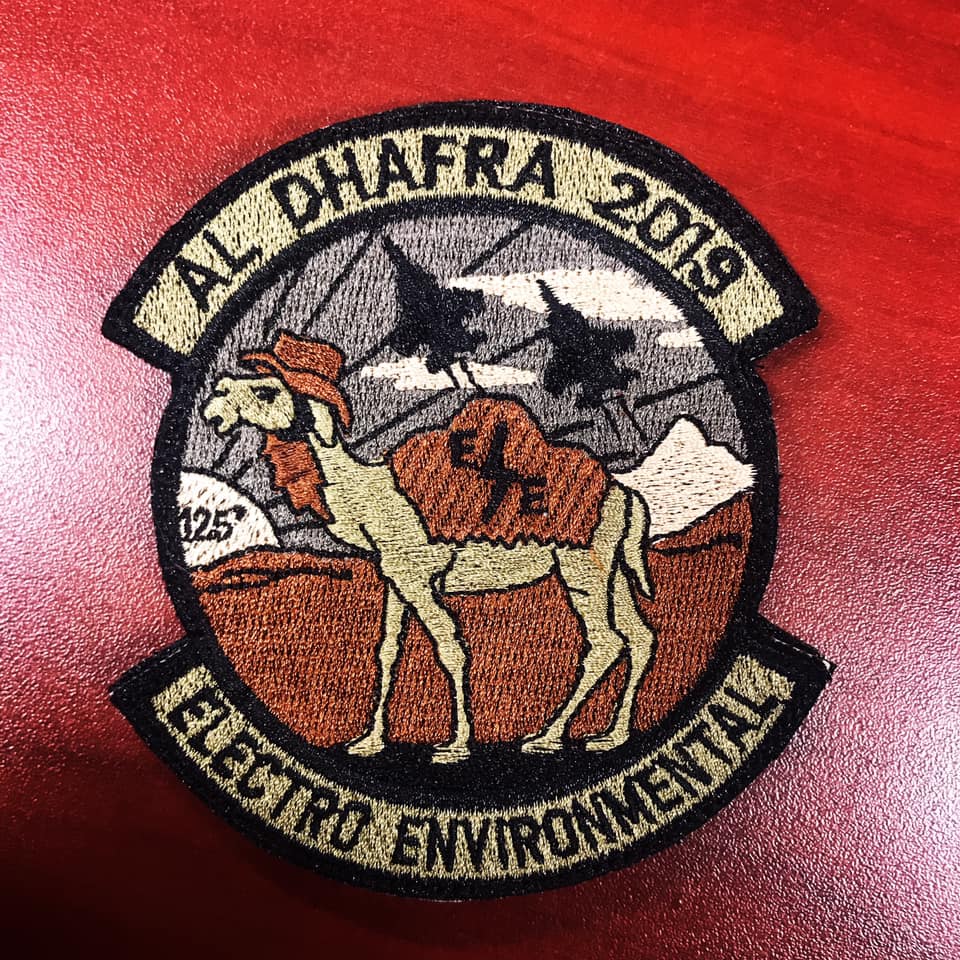 AL DHAFRA 2019
E E
125°
ELECTRO ENVIRONMENTAL